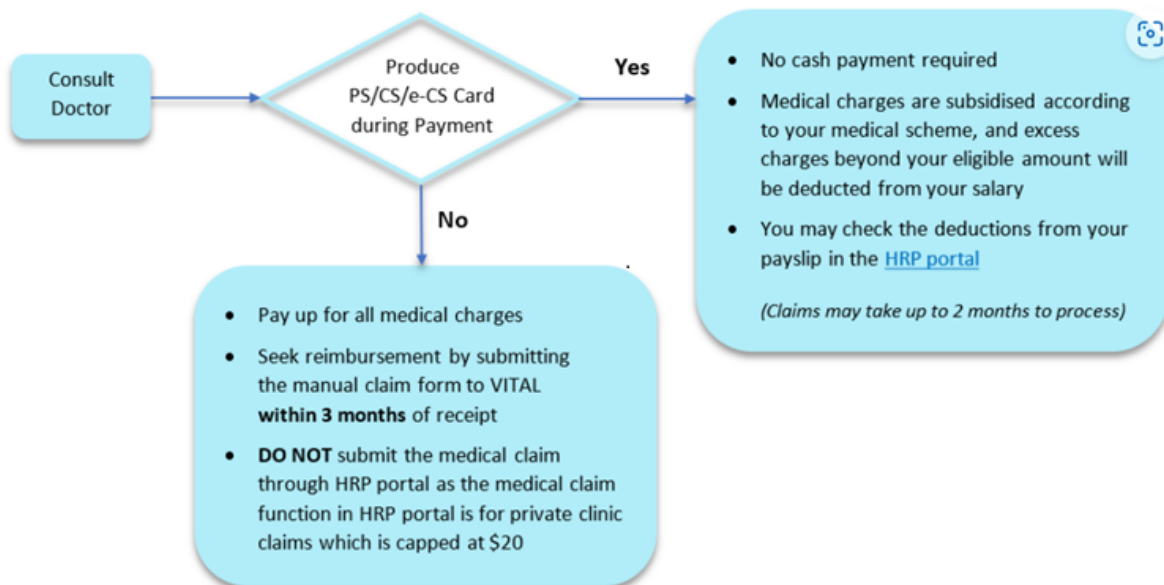 Consult
Doctor
Produce
PS/CS/e-CS Card
during Payment
Yes
• No cash payment required
• Medical charges are subsidised according
to your medical scheme, and excess
charges beyond your eligible amount will
be deducted from your salary
• You may check the deductions from your
payslip in the HRP portal
(Claims may take up to 2 months to process)
No
• Pay up for all medical charges
• Seek reimbursement by submitting
the manual claim form to VITAL
within 3 months of receipt
• DO NOT submit the medical claim
through HRP portal as the medical claim
function in HRP portal is for private clinic
claims which is capped at $20